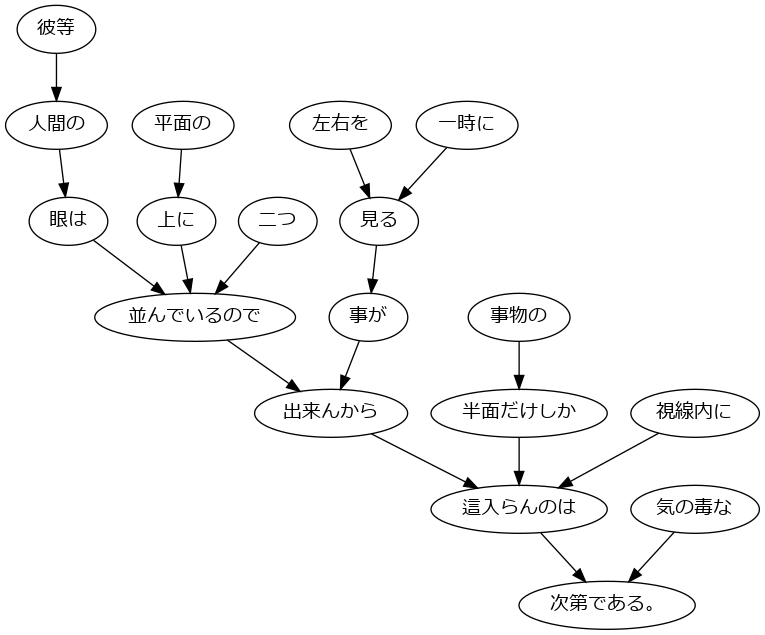 彼等
人間の
平面の
左右を
一時に
眼は
上に
二つ
見る
並んでいるので
事が
事物の
出来んから
半面だけしか
視線内に
這入らんのは
気の毒な
次第である。